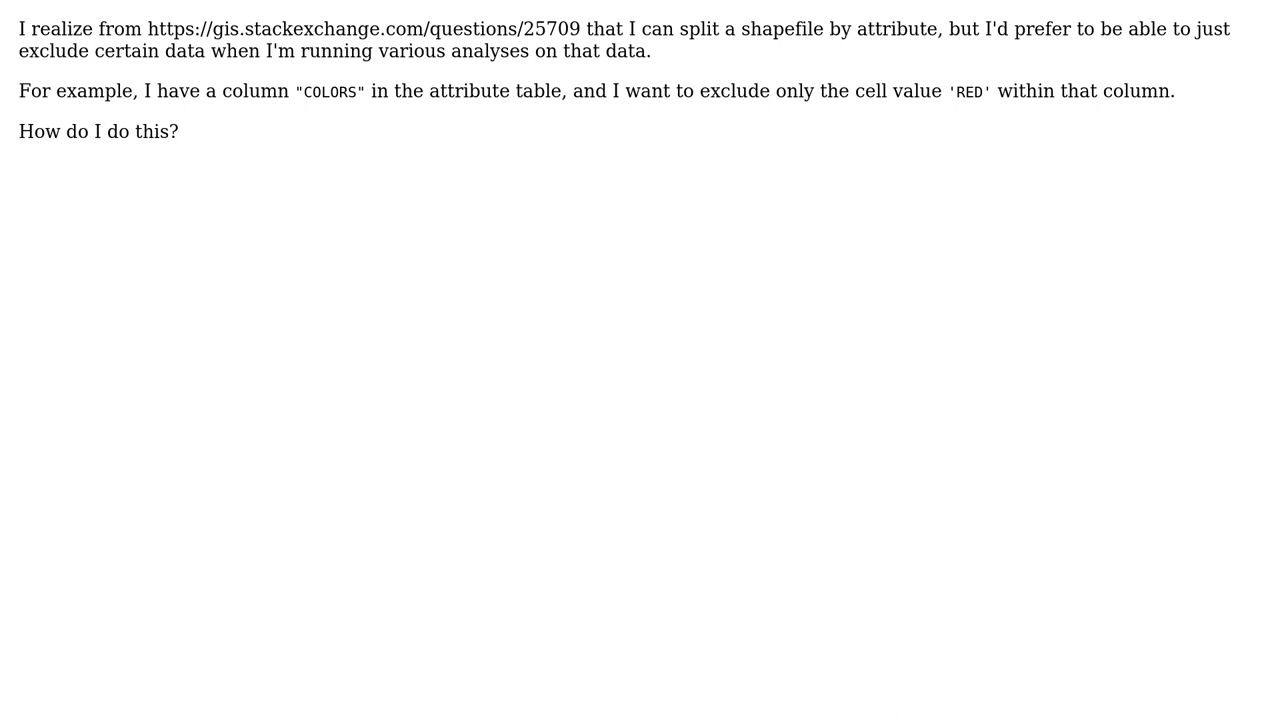 I realize from https://gis.stackexchange.com/questions/25709 that I can split a shapefile by attribute, but I'd prefer to be able to just
exclude certain data when I'm running various analyses on that data.
For example, I have a column "COLORS" in the attribute table, and I want to exclude only the cell value 'RED' within that column.
How do I do this?